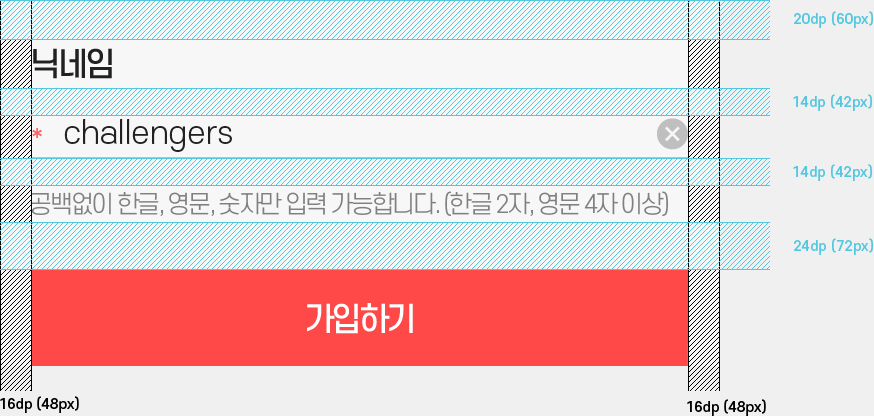 20dp (60px)
닉네임
14dp (42px)
* challengers
14dp (42px)
공백없이 한글, 영문, 숫자만 입력 가능합니다. (한글 2자, 영문 4자 이상)
24dp (72px)
가입하기
16dp (48px)
16dp (48px)